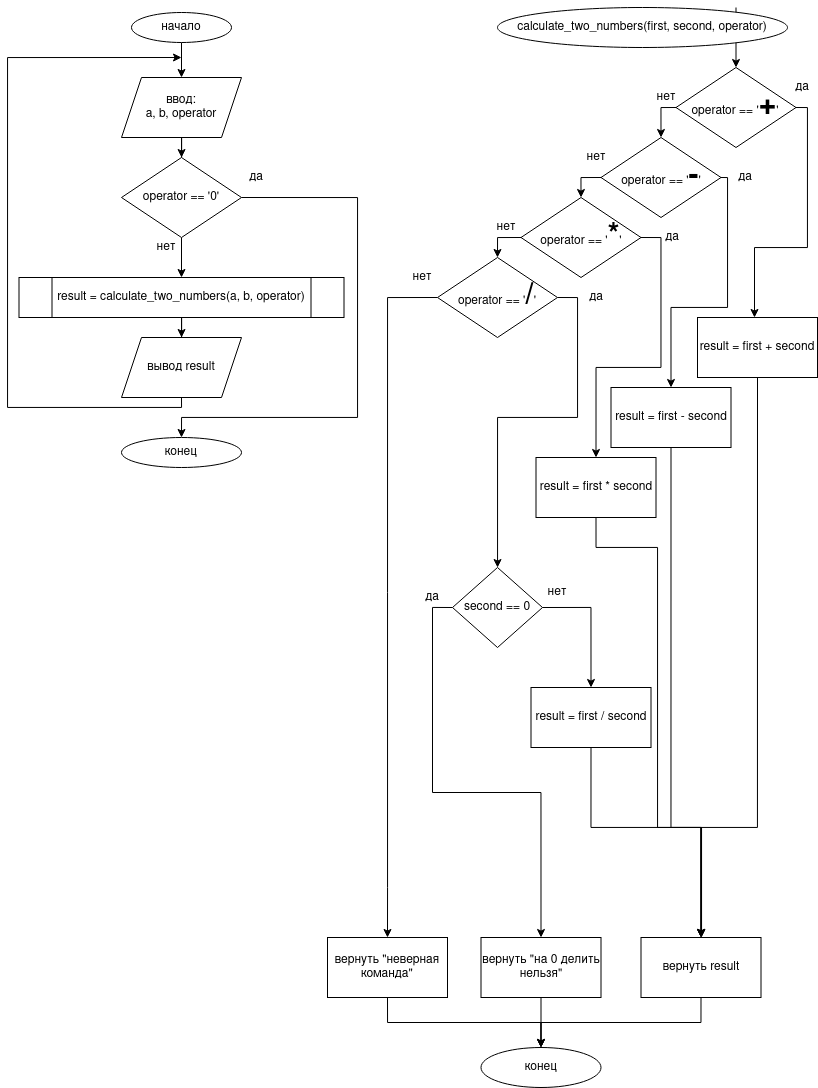 начало
ввод:
a, b, operator
operator == '0'
да
нет
result = calculate_two_numbers(a, b, operator)
вывод result
конец
calculate_two_numbers(first, second, operator)
operator == '+'
нет
да
operator == '-'
нет
да
operator == '*'
нет
да
operator == '/'
нет
да
result = first + second
result = first - second
result = first * second
second == 0
да
нет
result = first / second
вернуть "неверная
команда"
вернуть "на 0 делить
нельзя"
вернуть result
конец